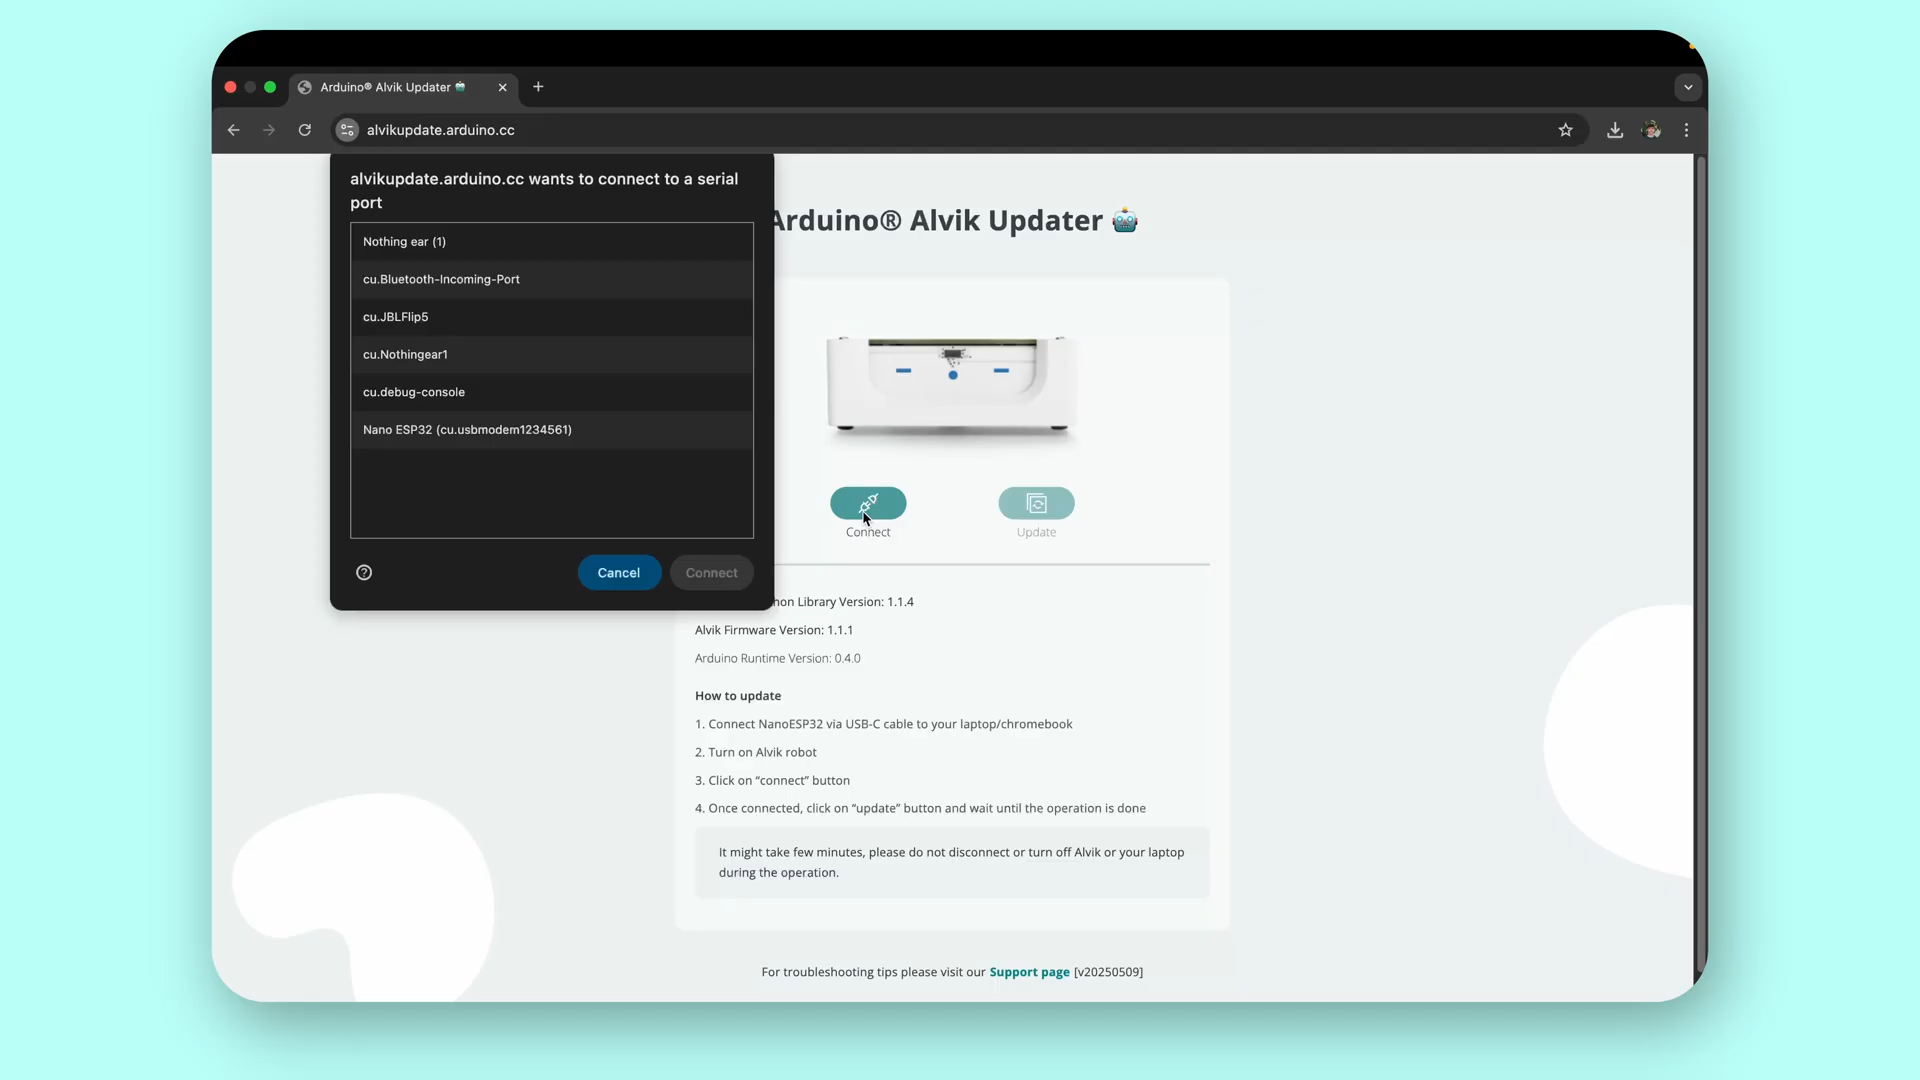 Arduino® Alvik Updater
alvikupdate.arduino.cc
alvikupdate.arduino.cc wants to connect to a serial
port
Nothing ear (1)
cu.Bluetooth-Incoming-Port
cu.JBLFlip5
cu.Nothingear1
cu.debug-console
Nano ESP32 (cu.usbmodem1234561)
Cancel
Connect
Arduino® Alvik Updater
Connect
Update
Library Version: 1.1.4
Alvik Firmware Version: 1.1.1
Arduino Runtime Version: 0.4.0
How to update
1. Connect NanoESP32 via USB-C cable to your laptop/chromebook
2. Turn on Alvik robot
3. Click on “connect” button
4. Once connected, click on “update” button and wait until the operation is done
It might take few minutes, please do not disconnect or turn off Alvik or your laptop
during the operation.
For troubleshooting tips please visit our Support page [v20250509]